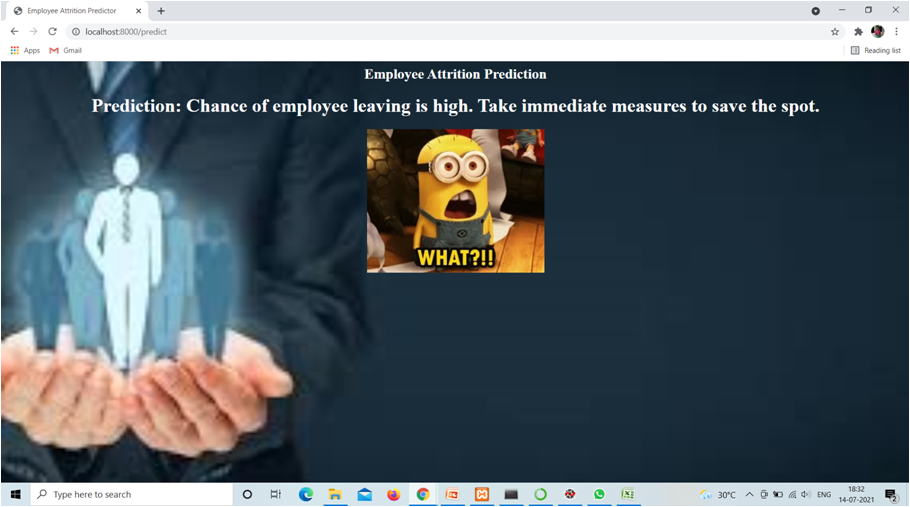 Employee Attrition Predictor
localhost:8000/predict
Apps Gmail Reading list
Employee Attrition Prediction
Prediction: Chance of employee leaving is high. Take immediate measures to save the spot.
WHAT?!!
Type here to search
30°C ENG 18:32
14-07-2021
2